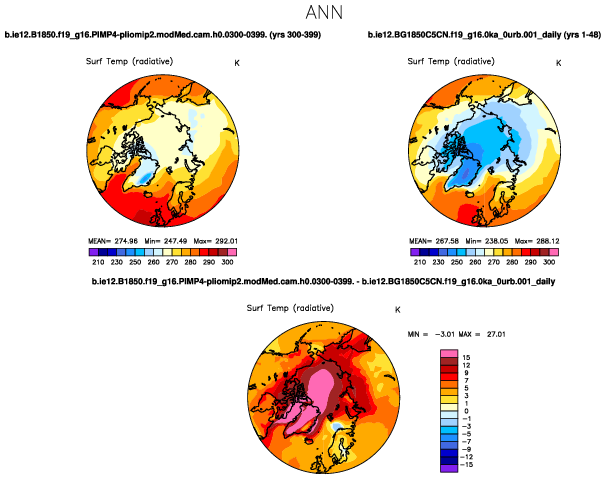 ANN
b.ie12.B1850.f19_g16.PIMP4-pliomip2.modMed.cam.h0.0300-0399. (yrs 300-399)
b.ie12.BG1850C5CN.f19_g16.0ka_0urb.001_daily (yrs 1-48)
Surf Temp (radiative) K
Surf Temp (radiative) K
MEAN= 274.96 Min= 247.49 Max= 292.01
MEAN= 267.58 Min= 238.05 Max= 288.12
210 230 250 260 270 280 290 300
210 230 250 260 270 280 290 300
b.ie12.B1850.f19_g16.PIMP4-pliomip2.modMed.cam.h0.0300-0399. - b.ie12.BG1850C5CN.f19_g16.0ka_0urb.001_daily
Surf Temp (radiative) K
MIN = -3.01 MAX = 27.01
15
12
9
7
5
3
1
0
-1
-3
-5
-7
-9
-12
-15